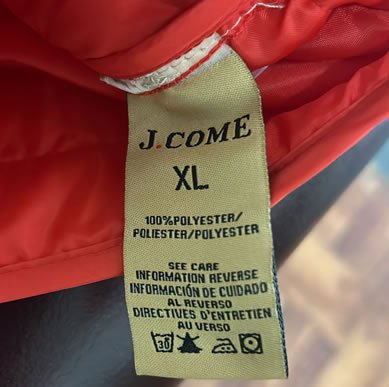 J.COME
XL
100%POLYESTER/
POLIESTER/POLYESTER
SEE CARE
INFORMATION REVERSE
INFORMACIÓN DE CUIDADO
AL REVERSO
DIRECTIVES D'ENTRETIEN
AU VERSO
30